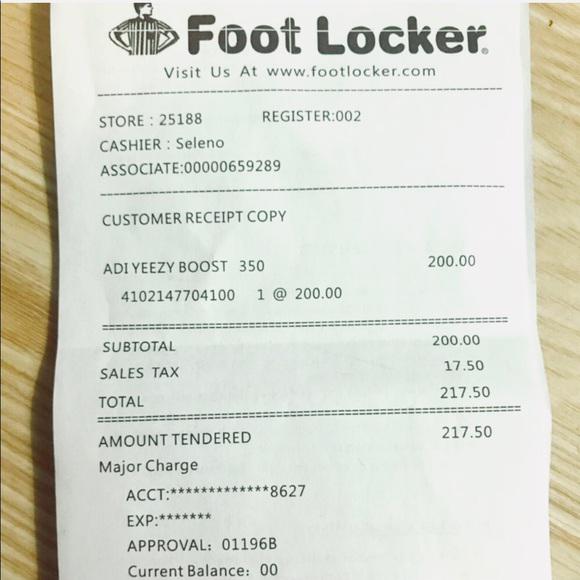 Foot Locker®
Visit Us At www.footlocker.com
STORE : 25188 REGISTER:002
CASHIER : Seleno
ASSOCIATE:00000659289
CUSTOMER RECEIPT COPY
ADI YEEZY BOOST 350 200.00
4102147704100 1 @ 200.00
SUBTOTAL 200.00
SALES TAX 17.50
TOTAL 217.50
AMOUNT TENDERED 217.50
Major Charge
ACCT:*************8627
EXP:*******
APPROVAL: 01196B
Current Balance: 00